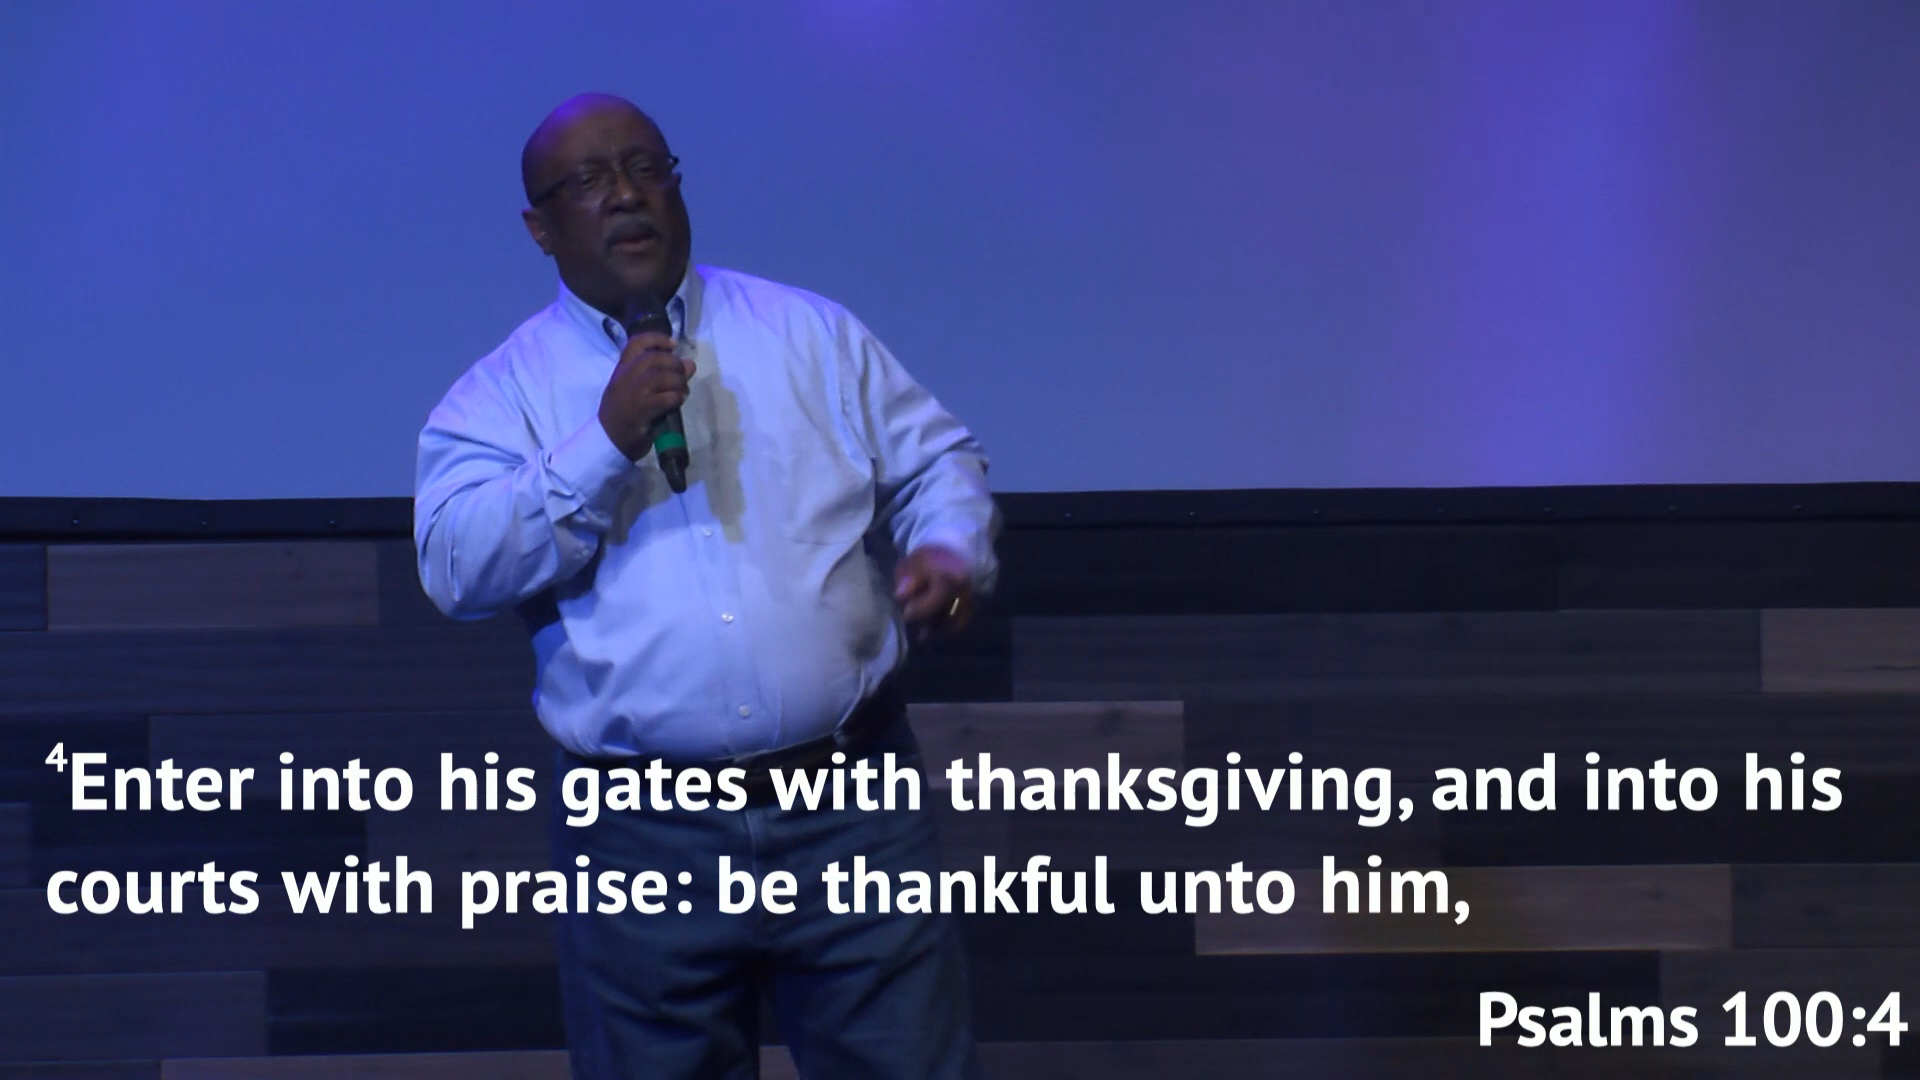 ⁴Enter into his gates with thanksgiving, and into his
courts with praise: be thankful unto him,
Psalms 100:4